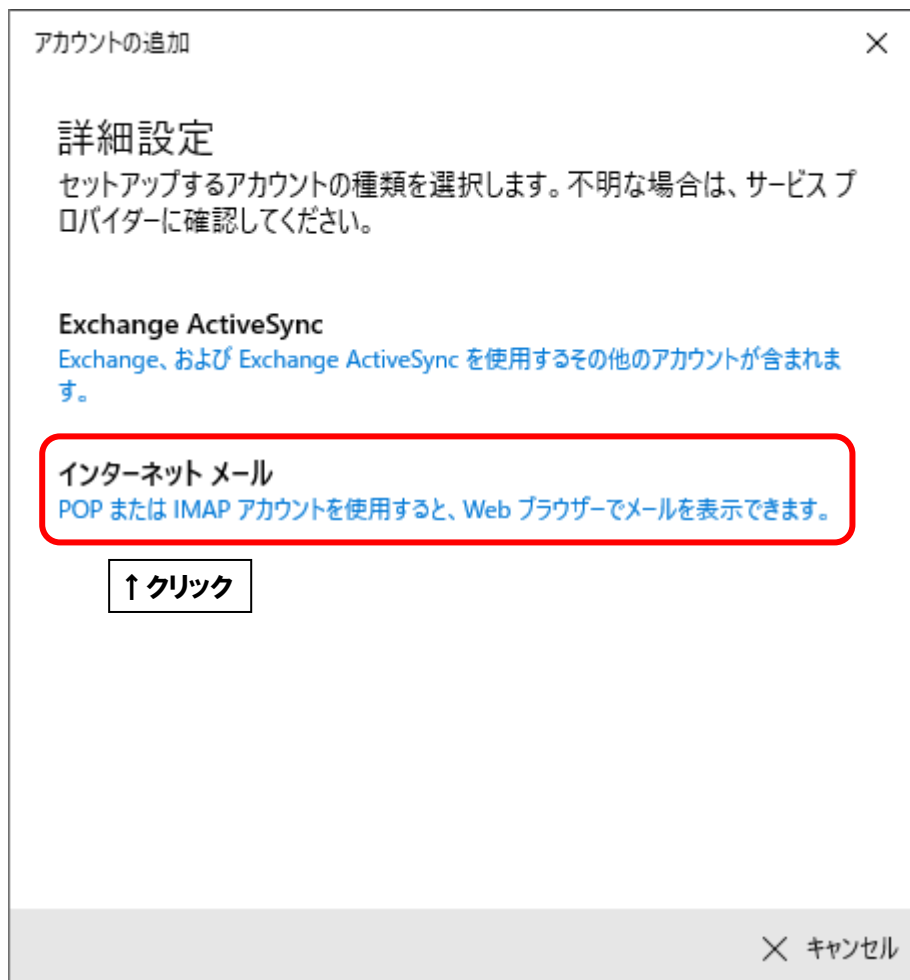 アカウントの追加
詳細設定
セットアップするアカウントの種類を選択します。不明な場合は、サービス プ
ロバイダーに確認してください。
Exchange ActiveSync
Exchange、および Exchange ActiveSync を使用するその他のアカウントが含まれま
す。
インターネット メール
POP または IMAP アカウントを使用すると、Web ブラウザーでメールを表示できます。
↑クリック
キャンセル